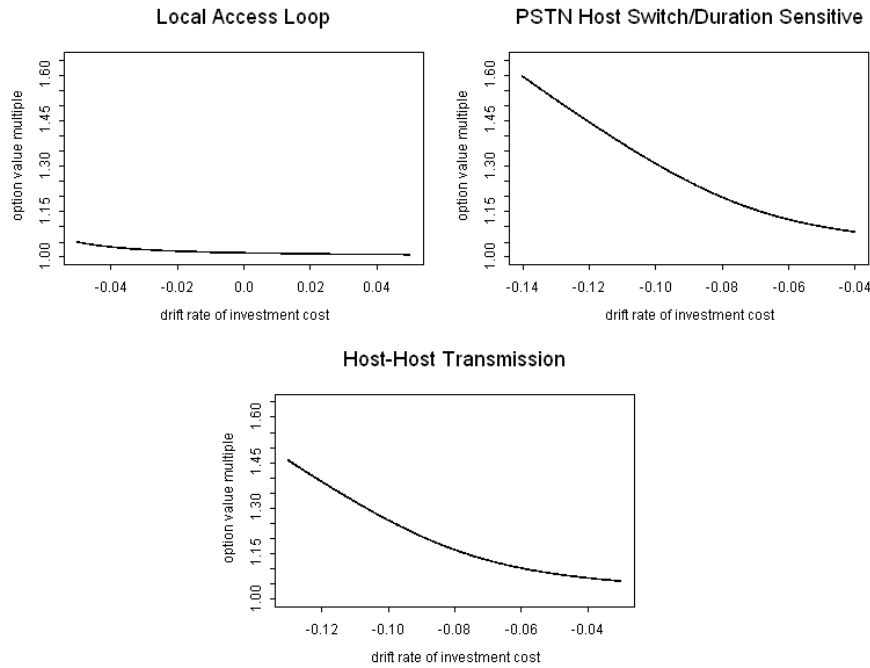 Local Access Loop
option value multiple
1.00 1.15 1.30 1.45 1.60
-0.04 -0.02 0.0 0.02 0.04
drift rate of investment cost
PSTN Host Switch/Duration Sensitive
option value multiple
1.00 1.15 1.30 1.45 1.60
-0.14 -0.12 -0.10 -0.08 -0.06 -0.04
drift rate of investment cost
Host-Host Transmission
option value multiple
1.00 1.15 1.30 1.45 1.60
-0.12 -0.10 -0.08 -0.06 -0.04
drift rate of investment cost